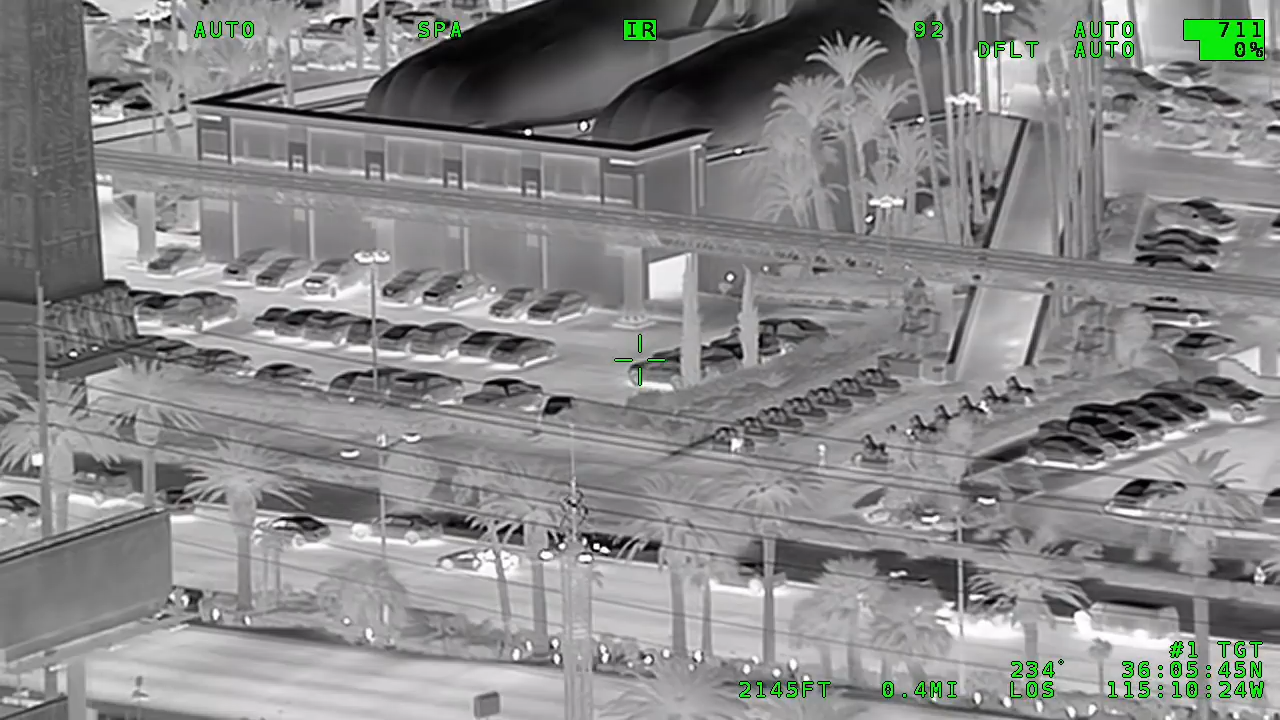 AUTO SPA IR 92 AUTO 711
DFLT AUTO 0%
#1 TGT
234° 36:05:45N
2145FT 0.4MI LOS 115:10:24W